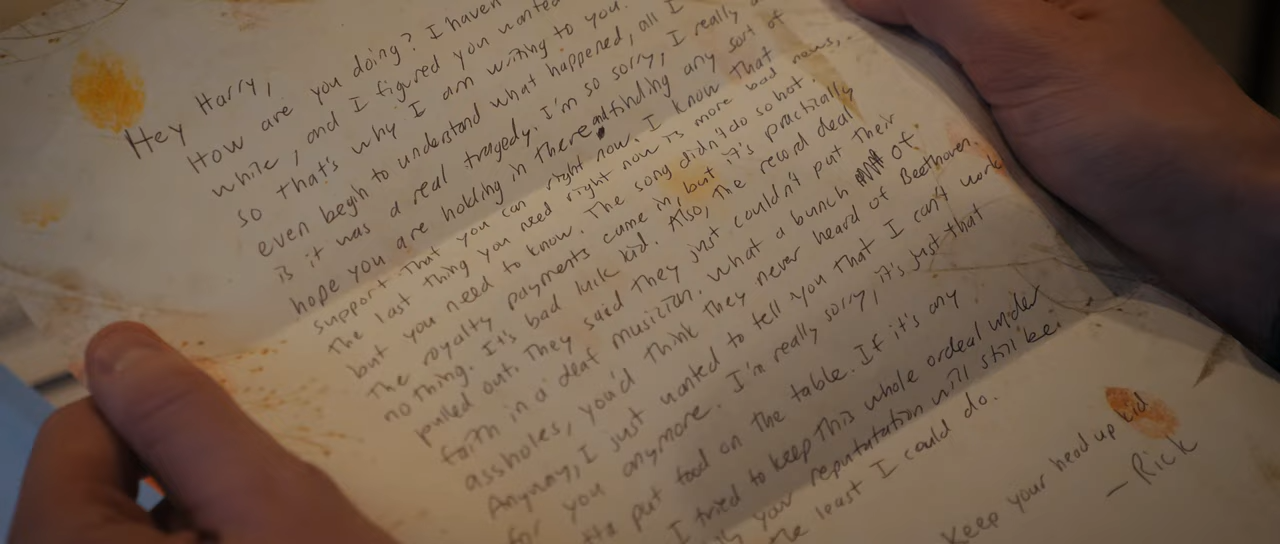 Hey Harry,
How are you doing? I haven
while, and I figured you wanted
so that's why I am writing to you.
even begin to understand what happened, all I
is it was a real tragedy. I'm so sorry, I really
hope you are holding in there and finding any sort of
support that you can right now. I know that
The last thing you need right now is more bad news,
but you need to know. The song didn't do so hot.
The royalty payments came in, but it's practically
nothing. It's bad luck kid. Also, the record deal
pulled out. They said they just couldn't put their
faith in a deaf musician. What a bunch of
assholes, you'd think they never heard of Beethoven.
Anyway, I just wanted to tell you that I can't work
for you anymore. I'm really sorry, it's just that
put food on the table. If it's any
I tried to keep this whole ordeal under
your reputatation will still be
least I could do.
Keep your head up kid
— Rick